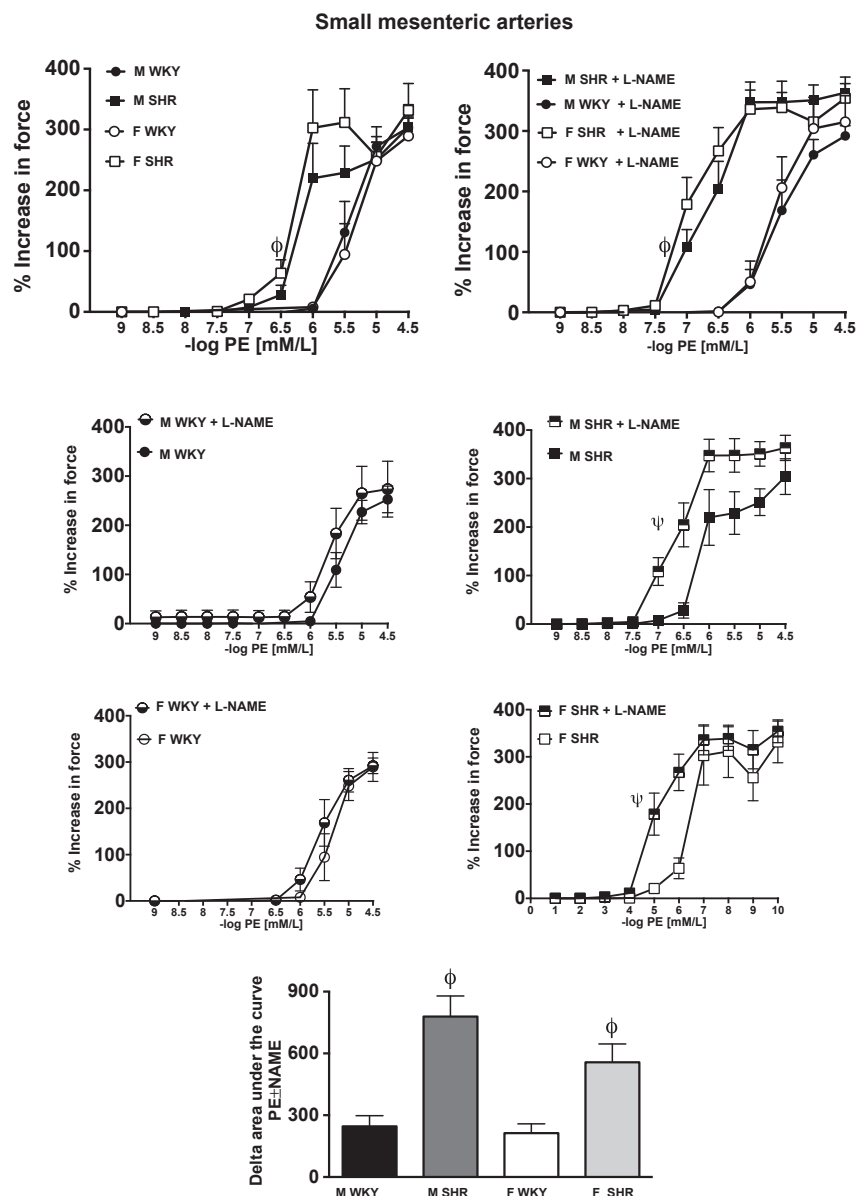 Small mesenteric arteries
400
300
200
100
0
% Increase in force
M WKY
M SHR
F WKY
F SHR
ϕ
9 8.5 8 7.5 7 6.5 6 5.5 5 4.5
-log PE [mM/L]
400
300
200
100
0
% Increase in force
M SHR + L-NAME
M WKY + L-NAME
F SHR + L-NAME
F WKY + L-NAME
ϕ
9 8.5 8 7.5 7 6.5 6 5.5 5 4.5
-log PE [mM/L]
400
300
200
100
0
% Increase in force
M WKY + L-NAME
M WKY
9 8.5 8 7.5 7 6.5 6 5.5 5 4.5
-log PE [mM/L]
400
300
200
100
0
% Increase in force
M SHR + L-NAME
M SHR
ψ
9 8.5 8 7.5 7 6.5 6 5.5 5 4.5
-log PE [mM/L]
400
300
200
100
0
% Increase in force
F WKY + L-NAME
F WKY
9 8.5 8 7.5 7 6.5 6 5.5 5 4.5
-log PE [mM/L]
400
300
200
100
0
% Increase in force
F SHR + L-NAME
F SHR
ψ
0 1 2 3 4 5 6 7 8 9 10
-log PE [mM/L]
900
600
300
0
Delta area under the curve
PE±NAME
ϕ
ϕ
M WKY M SHR F WKY F SHR